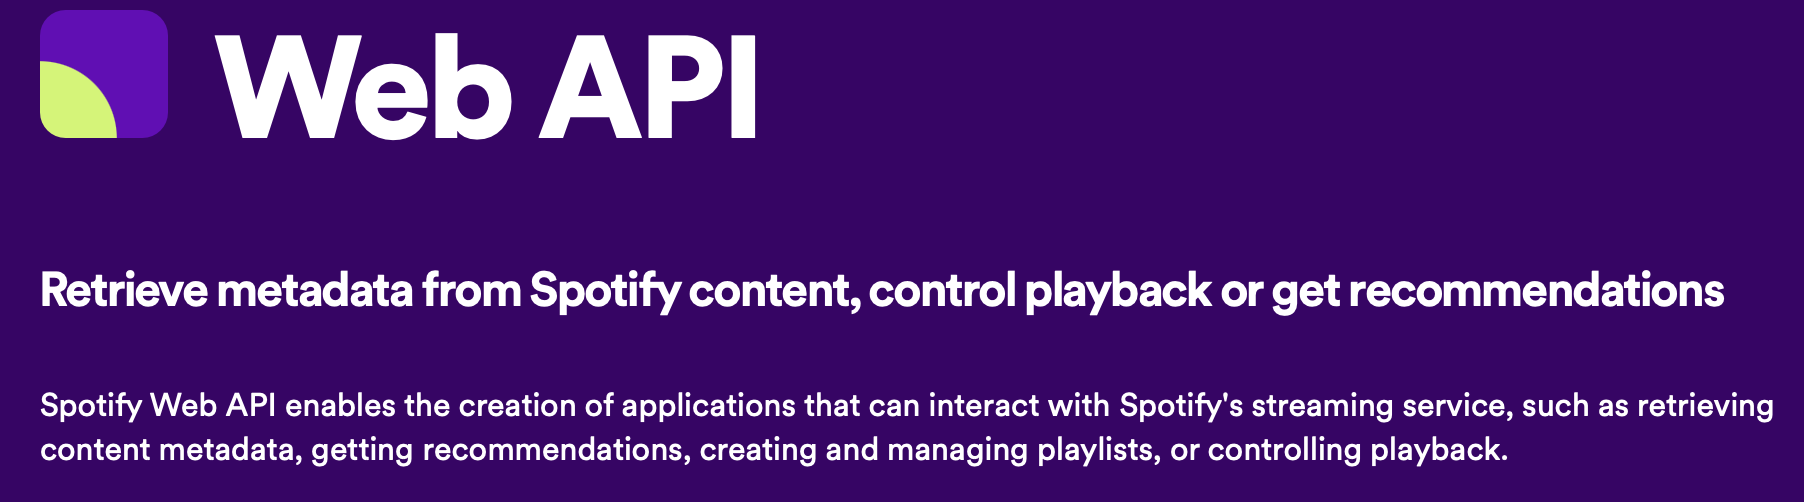 Web API
Retrieve metadata from Spotify content, control playback or get recommendations
Spotify Web API enables the creation of applications that can interact with Spotify's streaming service, such as retrieving
content metadata, getting recommendations, creating and managing playlists, or controlling playback.